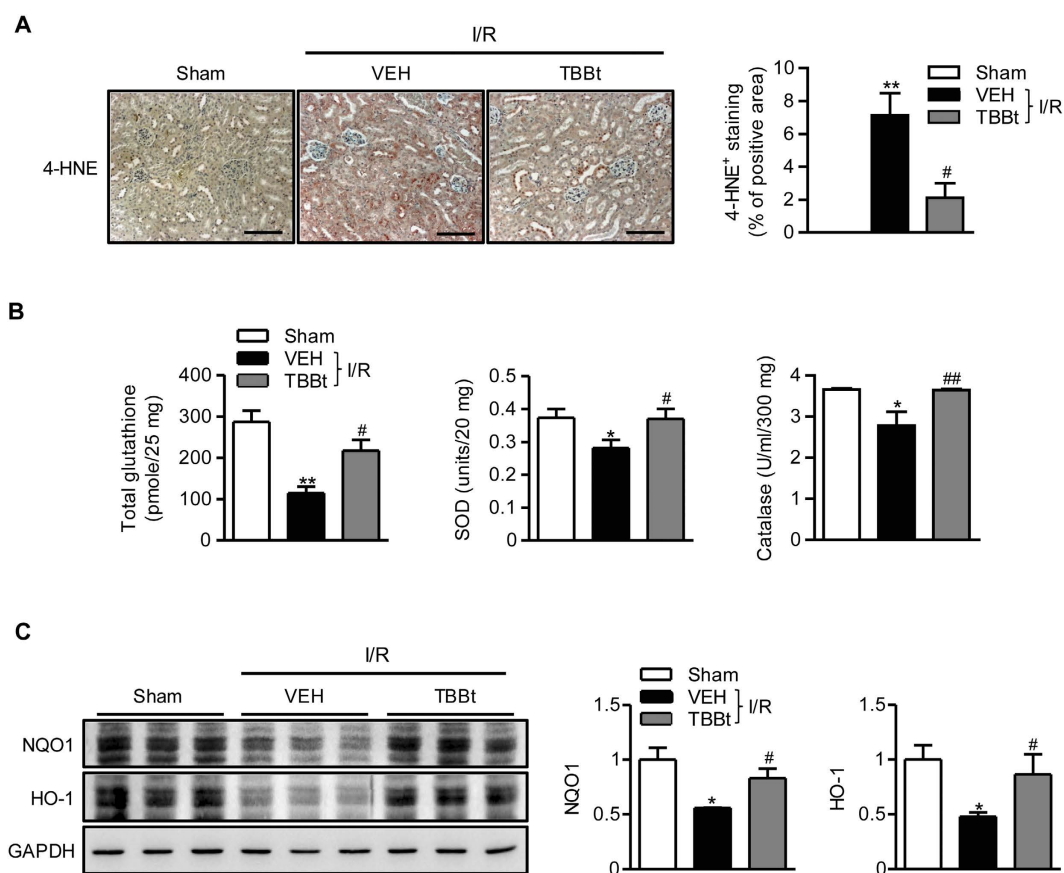 A
I/R
Sham VEH TBBt
4-HNE
4-HNE+ staining
(% of positive area)
10
8
6
4
2
0
**
#
Sham
VEH
TBBt
I/R
B
Sham
VEH
TBBt
I/R
Total glutathione
(pmole/25 mg)
400
300
200
100
0
**
#
SOD (units/20 mg)
0.5
0.4
0.3
0.2
0.1
0
*
#
Catalase (U/ml/300 mg)
4
3
2
1
0
*
##
C
I/R
Sham VEH TBBt
NQO1
HO-1
GAPDH
Sham
VEH
TBBt
I/R
NQO1
1.5
1
0.5
0
*
#
HO-1
1.5
1
0.5
0
*
#